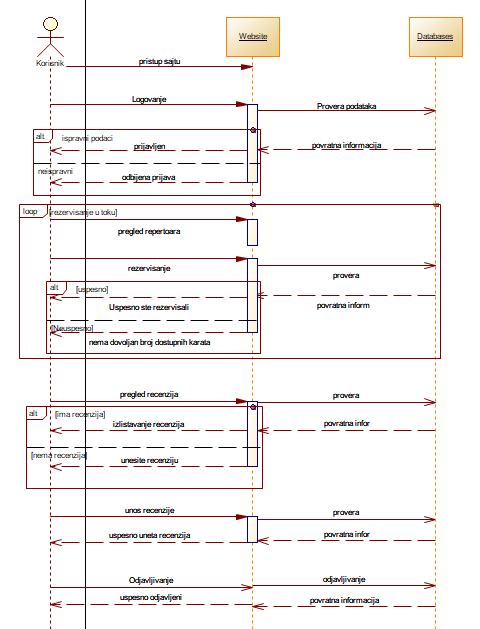 Website
Databases
Korisnik
pristup sajtu
Logovanje
Provera podataka
alt
ispravni podaci
prijavljen
povratna informacija
neispravni
odbijena prijava
loop
[rezervisanje u toku]
pregled repertoara
rezervisanje
provera
alt
[uspesno]
Uspesno ste rezervisali
povratna inform
[Neuspesno]
nema dovoljan broj dostupnih karata
pregled recenzija
provera
alt
[ima recenzija]
izlistavanje recenzija
povratna infor
[nema recenzija]
unesite recenziju
unos recenzije
provera
uspesno uneta recenzija
povratna infor
Odjavljivanje
odjavljivanje
uspesno odjavljeni
povratna informacija